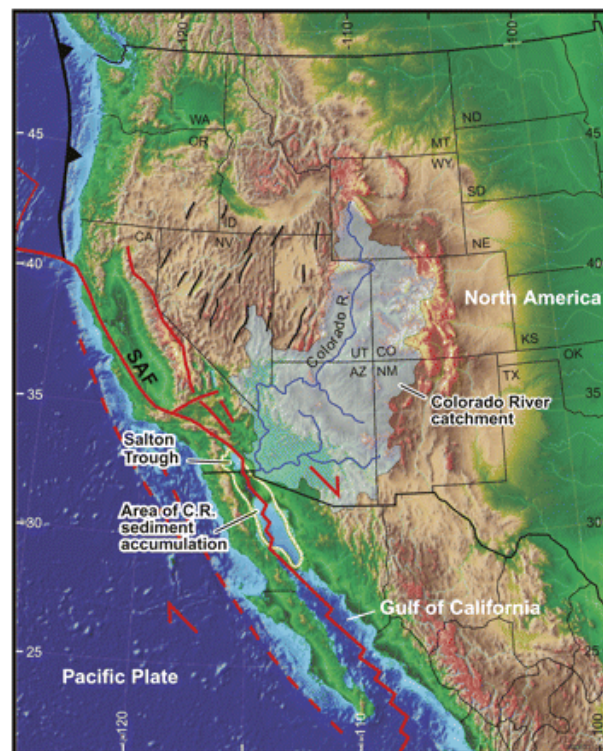 120
110
100
ND
WA
MT
OR
WY
45
45
SD
ID
CA
NV
NE
40
40
North America
Colorado R.
KS
UT
CO
OK
SAF
AZ
NM
TX
35
35
Colorado River
catchment
Salton
Trough
Area of C.R.
sediment
accumulation
30
30
Gulf of California
25
25
Pacific Plate
120
110